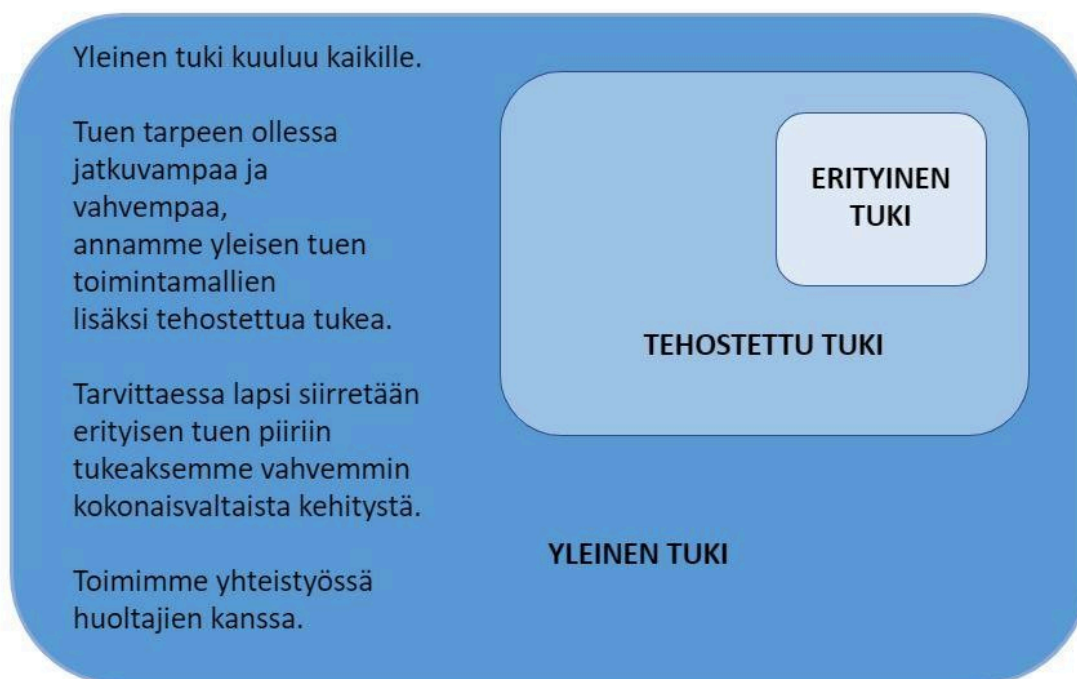 Yleinen tuki kuuluu kaikille.
Tuen tarpeen ollessa
jatkuvampaa ja
vahvempaa,
annamme yleisen tuen
toimintamallien
lisäksi tehostettua tukea.
Tarvittaessa lapsi siirretään
erityisen tuen piiriin
tukeaksemme vahvemmin
kokonaisvaltaista kehitystä.
Toimimme yhteistyössä
huoltajien kanssa.
ERITYINEN
TUKI
TEHOSTETTU TUKI
YLEINEN TUKI